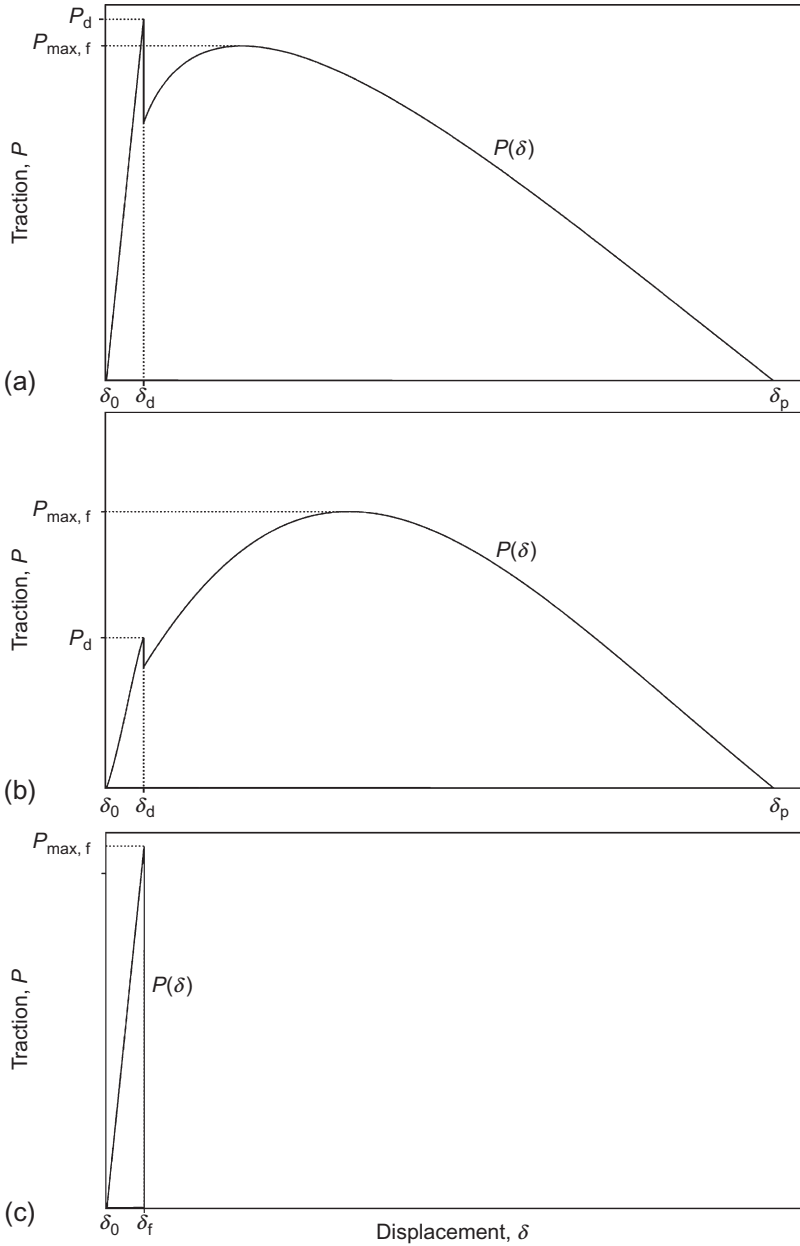 P_d
P_max, f
P(δ)
Traction, P
(a)
δ_0 δ_d δ_p
P_max, f
P(δ)
P_d
Traction, P
(b)
δ_0 δ_d δ_p
P_max, f
P(δ)
Traction, P
(c)
δ_0 δ_f
Displacement, δ